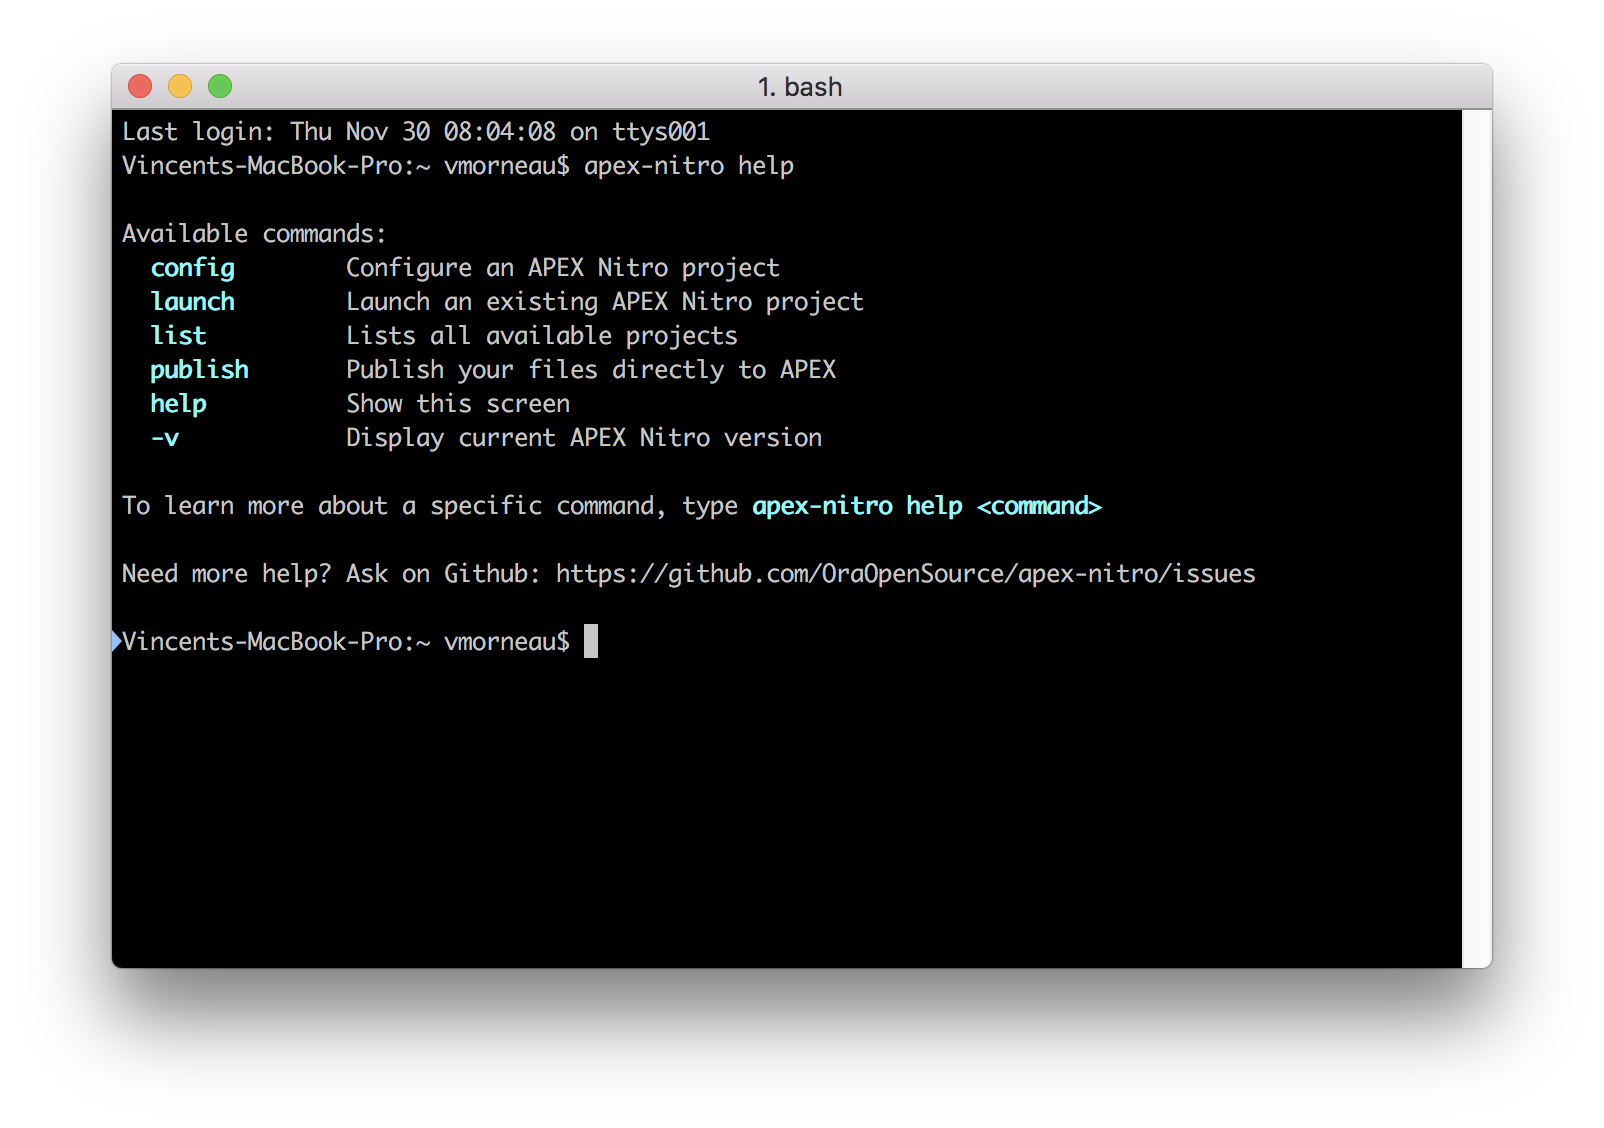 1. bash
Last login: Thu Nov 30 08:04:08 on ttys001
Vincents-MacBook-Pro:~ vmorneau$ apex-nitro help
Available commands:
config Configure an APEX Nitro project
launch Launch an existing APEX Nitro project
list Lists all available projects
publish Publish your files directly to APEX
help Show this screen
-v Display current APEX Nitro version
To learn more about a specific command, type apex-nitro help <command>
Need more help? Ask on Github: https://github.com/OraOpenSource/apex-nitro/issues
Vincents-MacBook-Pro:~ vmorneau$